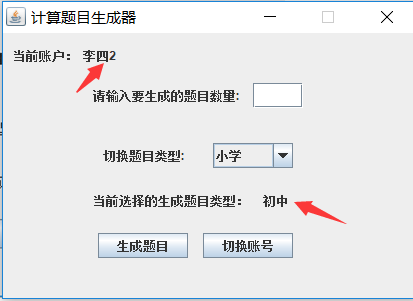 计算题目生成器
当前账户： 李四2
请输入要生成的题目数量:
切换题目类型: 小学
当前选择的生成题目类型： 初中
生成题目 切换账号